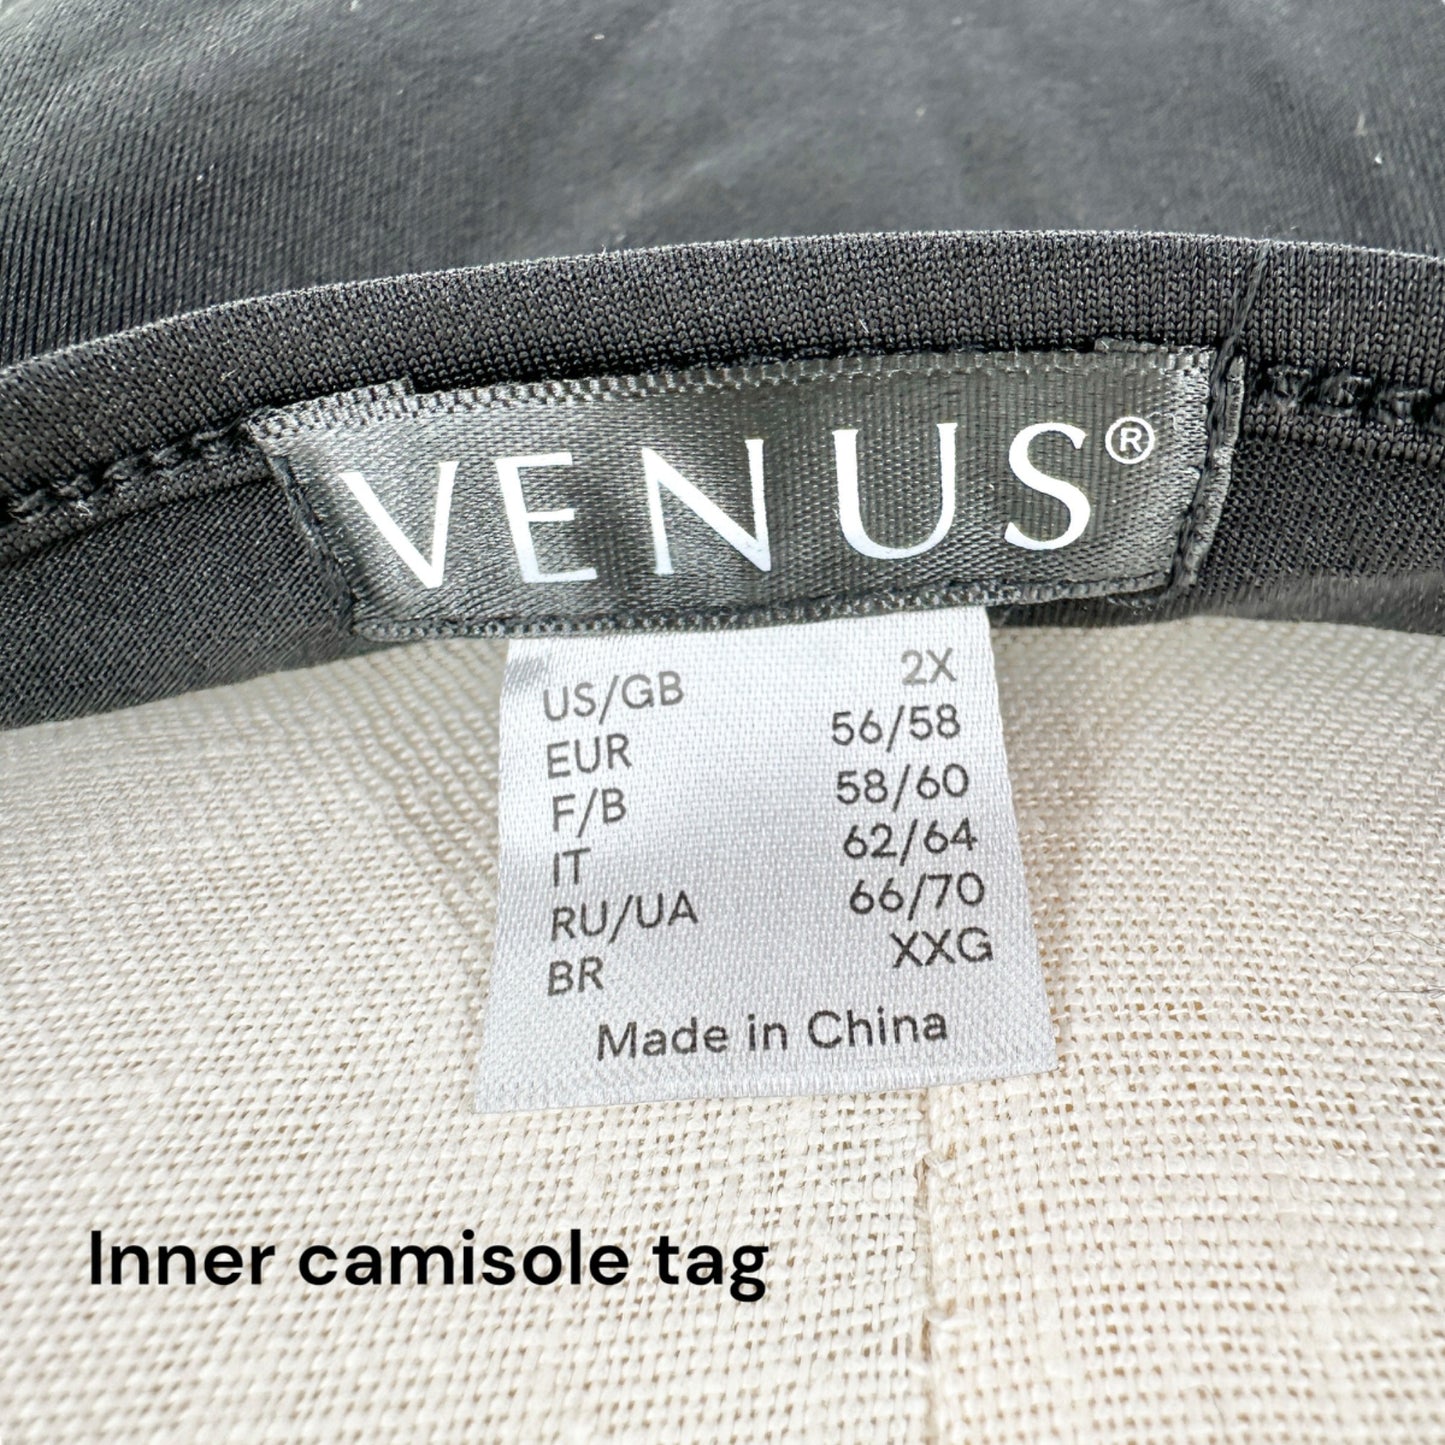 VENUS®
US/GB 2X
EUR 56/58
F/B 58/60
IT 62/64
RU/UA 66/70
BR XXG
Made in China
Inner camisole tag